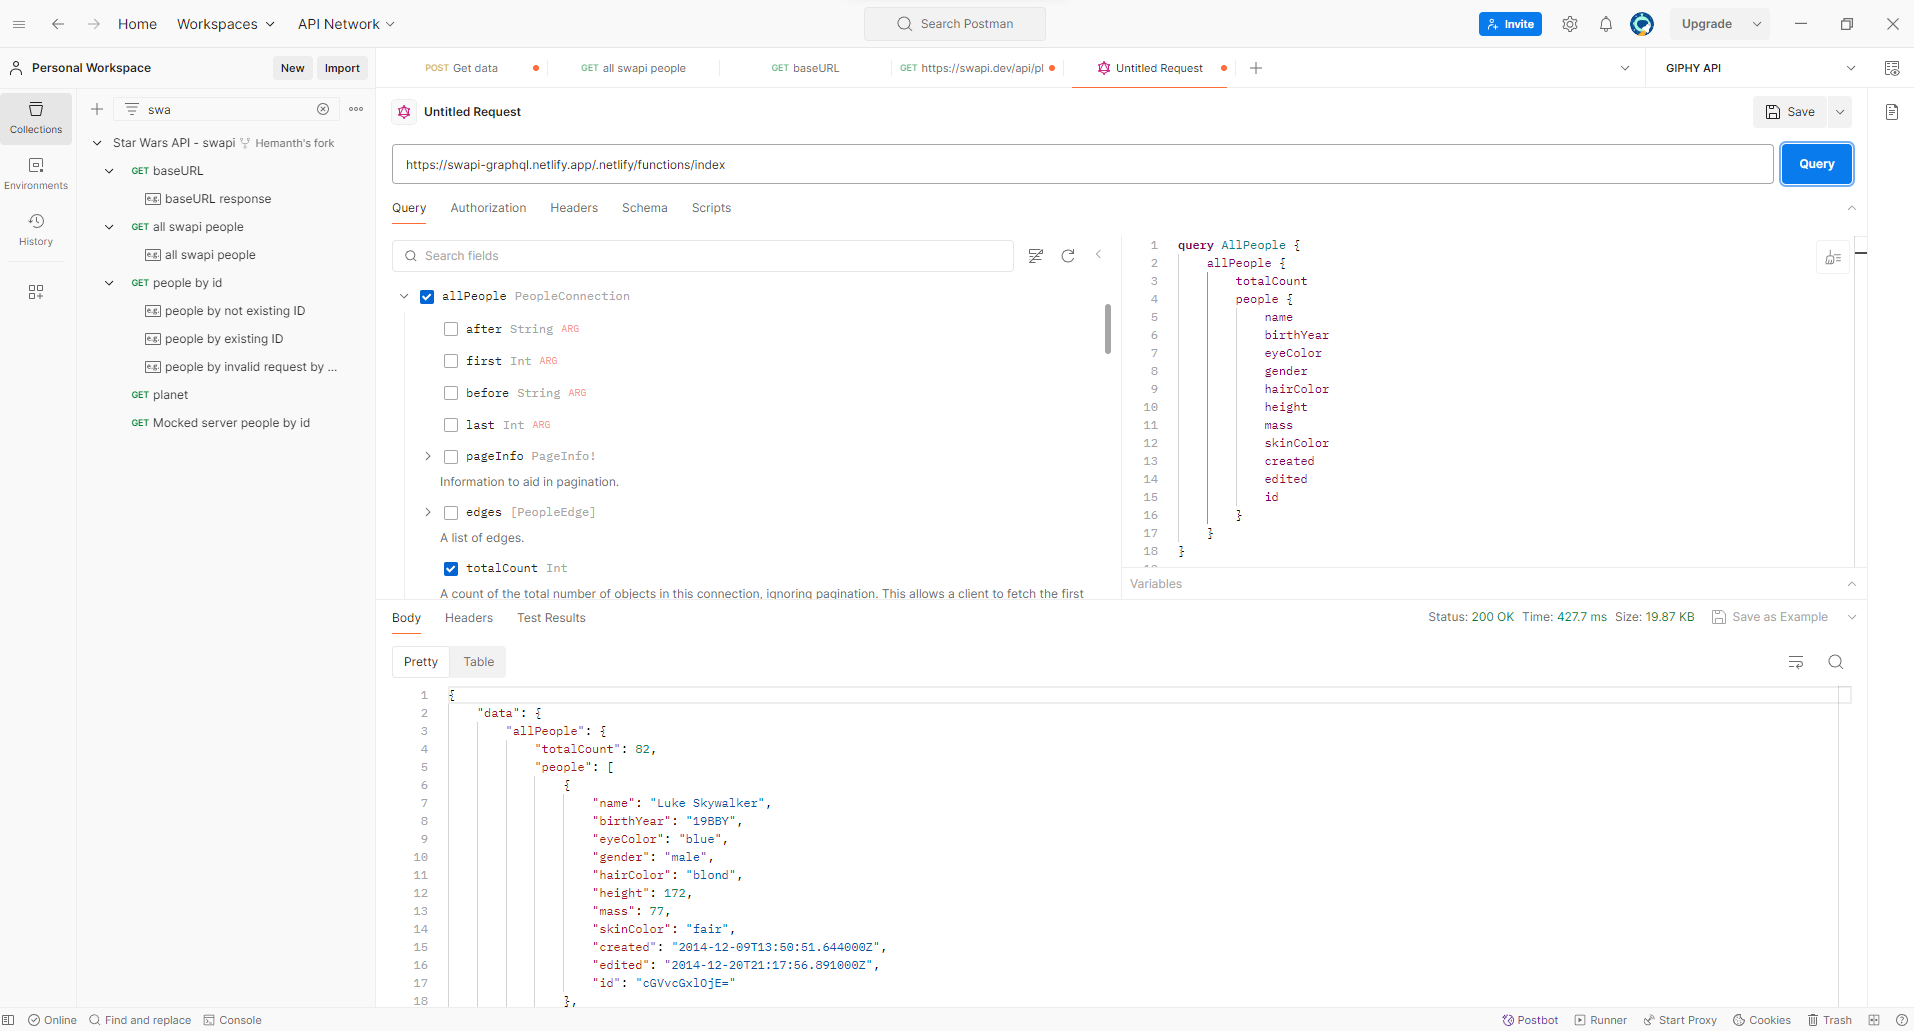 Home Workspaces API Network Search Postman Invite Upgrade
Personal Workspace New Import
POST Get data GET all swapi people GET baseURL GET https://swapi.dev/api/pl Untitled Request GIPHY API
Collections
Environments
History
swa
Star Wars API - swapi Hemanth's fork
GET baseURL
e.g. baseURL response
GET all swapi people
e.g. all swapi people
GET people by id
e.g. people by not existing ID
e.g. people by existing ID
e.g. people by invalid request by ...
GET planet
GET Mocked server people by id
Untitled Request Save
https://swapi-graphql.netlify.app/.netlify/functions/index Query
Query Authorization Headers Schema Scripts
Search fields
allPeople PeopleConnection
after String ARG
first Int ARG
before String ARG
last Int ARG
pageInfo PageInfo!
Information to aid in pagination.
edges [PeopleEdge]
A list of edges.
totalCount Int
A count of the total number of objects in this connection, ignoring pagination. This allows a client to fetch the first
1 query AllPeople {
2 allPeople {
3 totalCount
4 people {
5 name
6 birthYear
7 eyeColor
8 gender
9 hairColor
10 height
11 mass
12 skinColor
13 created
14 edited
15 id
16 }
17 }
18 }
Variables
Body Headers Test Results Status: 200 OK Time: 427.7 ms Size: 19.87 KB Save as Example
Pretty Table
1 {
2 "data": {
3 "allPeople": {
4 "totalCount": 82,
5 "people": [
6 {
7 "name": "Luke Skywalker",
8 "birthYear": "19BBY",
9 "eyeColor": "blue",
10 "gender": "male",
11 "hairColor": "blond",
12 "height": 172,
13 "mass": 77,
14 "skinColor": "fair",
15 "created": "2014-12-09T13:50:51.644000Z",
16 "edited": "2014-12-20T21:17:56.891000Z",
17 "id": "cGVvcGxlOjE="
18 },
Online Find and replace Console Postbot Runner Start Proxy Cookies Trash